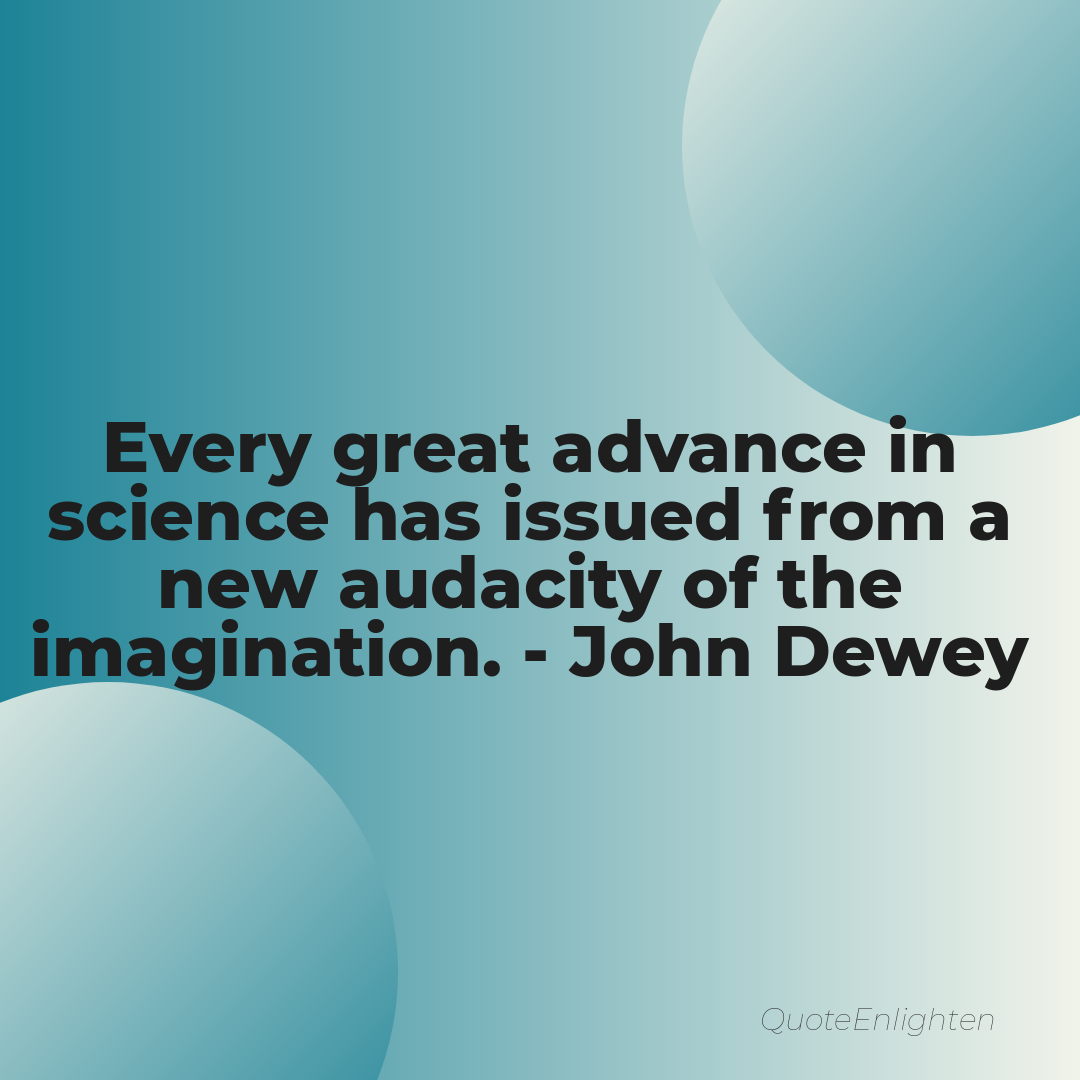 Every great advance in
science has issued from a
new audacity of the
imagination. - John Dewey
QuoteEnlighten